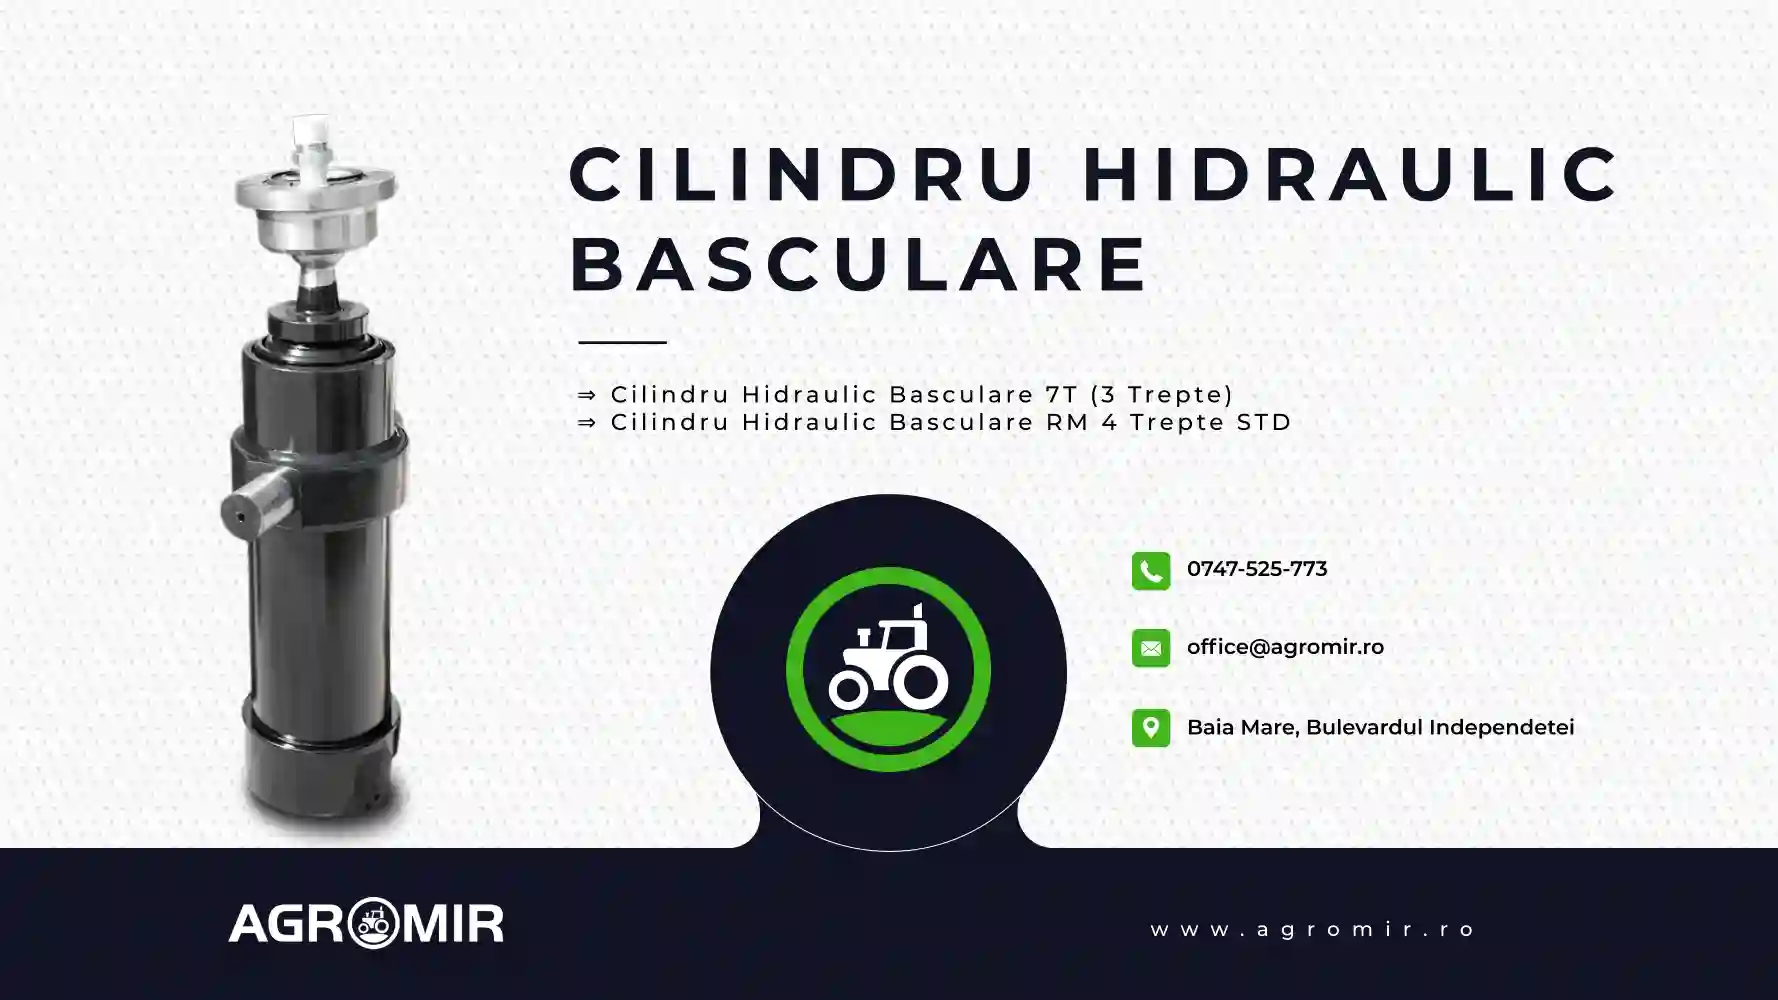 CILINDRU HIDRAULIC
BASCULARE
⇒ Cilindru Hidraulic Basculare 7T (3 Trepte)
⇒ Cilindru Hidraulic Basculare RM 4 Trepte STD
0747-525-773
office@agromir.ro
Baia Mare, Bulevardul Independetei
AGROMIR
www.agromir.ro